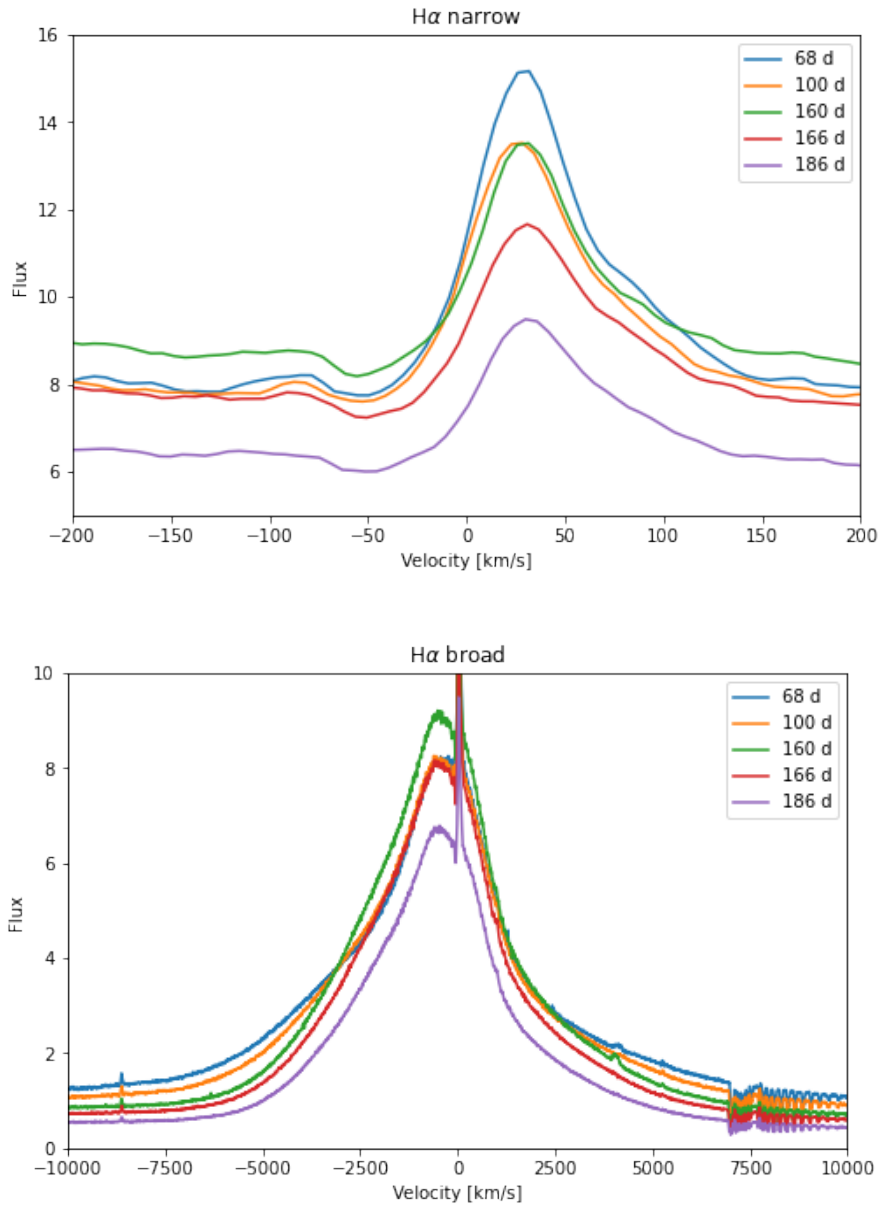 Hα narrow
16
14
12
10
8
6
Flux
68 d
100 d
160 d
166 d
186 d
−200
−150
−100
−50
0
50
100
150
200
Velocity [km/s]
Hα broad
10
8
6
4
2
0
Flux
68 d
100 d
160 d
166 d
186 d
−10000
−7500
−5000
−2500
0
2500
5000
7500
10000
Velocity [km/s]